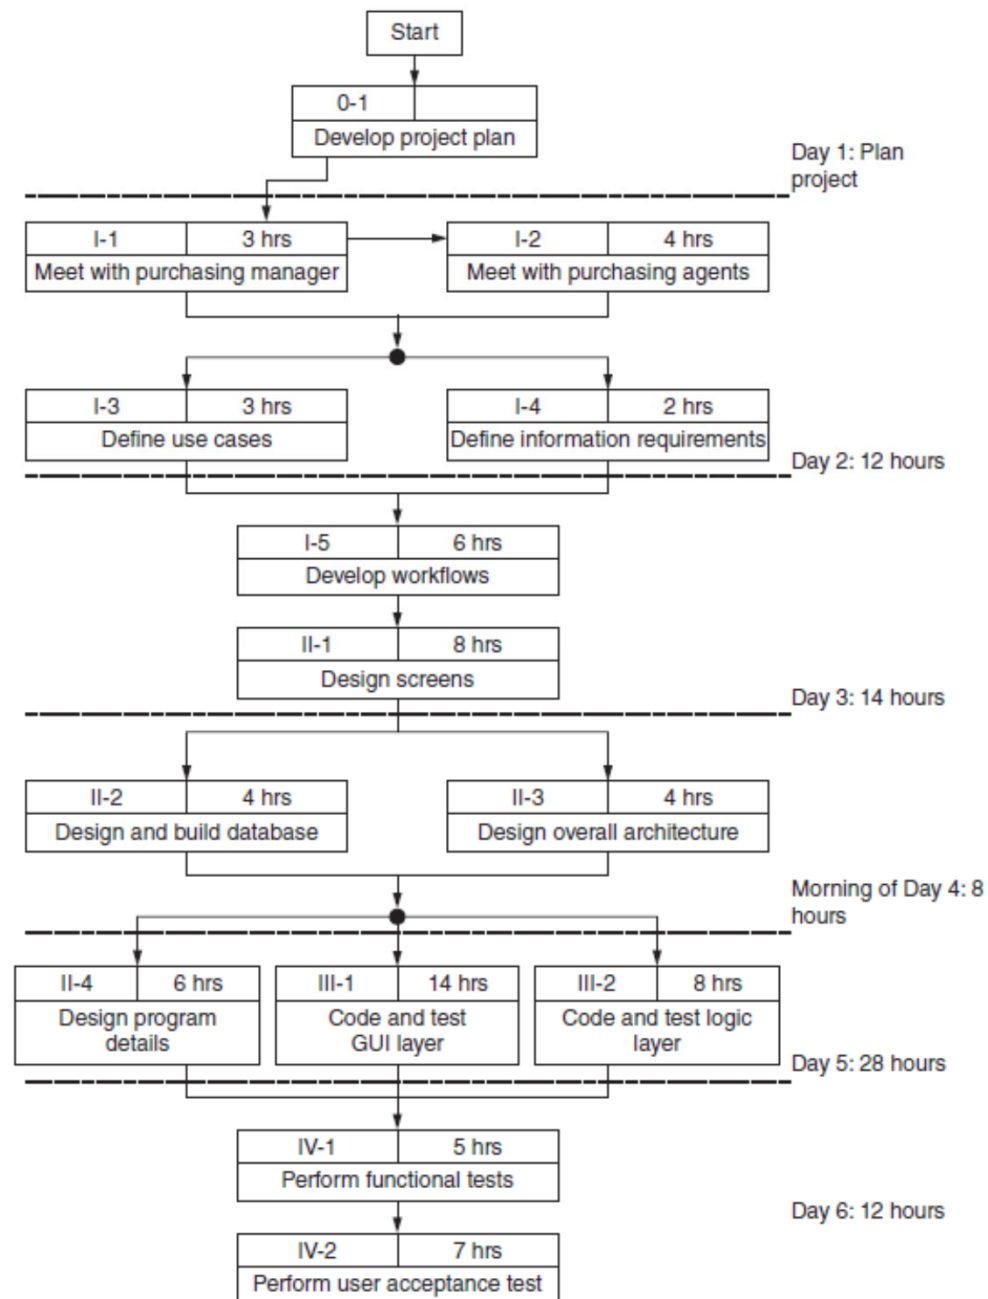 Start
0-1
Develop project plan
Day 1: Plan
project
I-1 3 hrs
Meet with purchasing manager
I-2 4 hrs
Meet with purchasing agents
I-3 3 hrs
Define use cases
I-4 2 hrs
Define information requirements
Day 2: 12 hours
I-5 6 hrs
Develop workflows
II-1 8 hrs
Design screens
Day 3: 14 hours
II-2 4 hrs
Design and build database
II-3 4 hrs
Design overall architecture
Morning of Day 4: 8
hours
II-4 6 hrs
Design program
details
III-1 14 hrs
Code and test
GUI layer
III-2 8 hrs
Code and test logic
layer
Day 5: 28 hours
IV-1 5 hrs
Perform functional tests
Day 6: 12 hours
IV-2 7 hrs
Perform user acceptance test